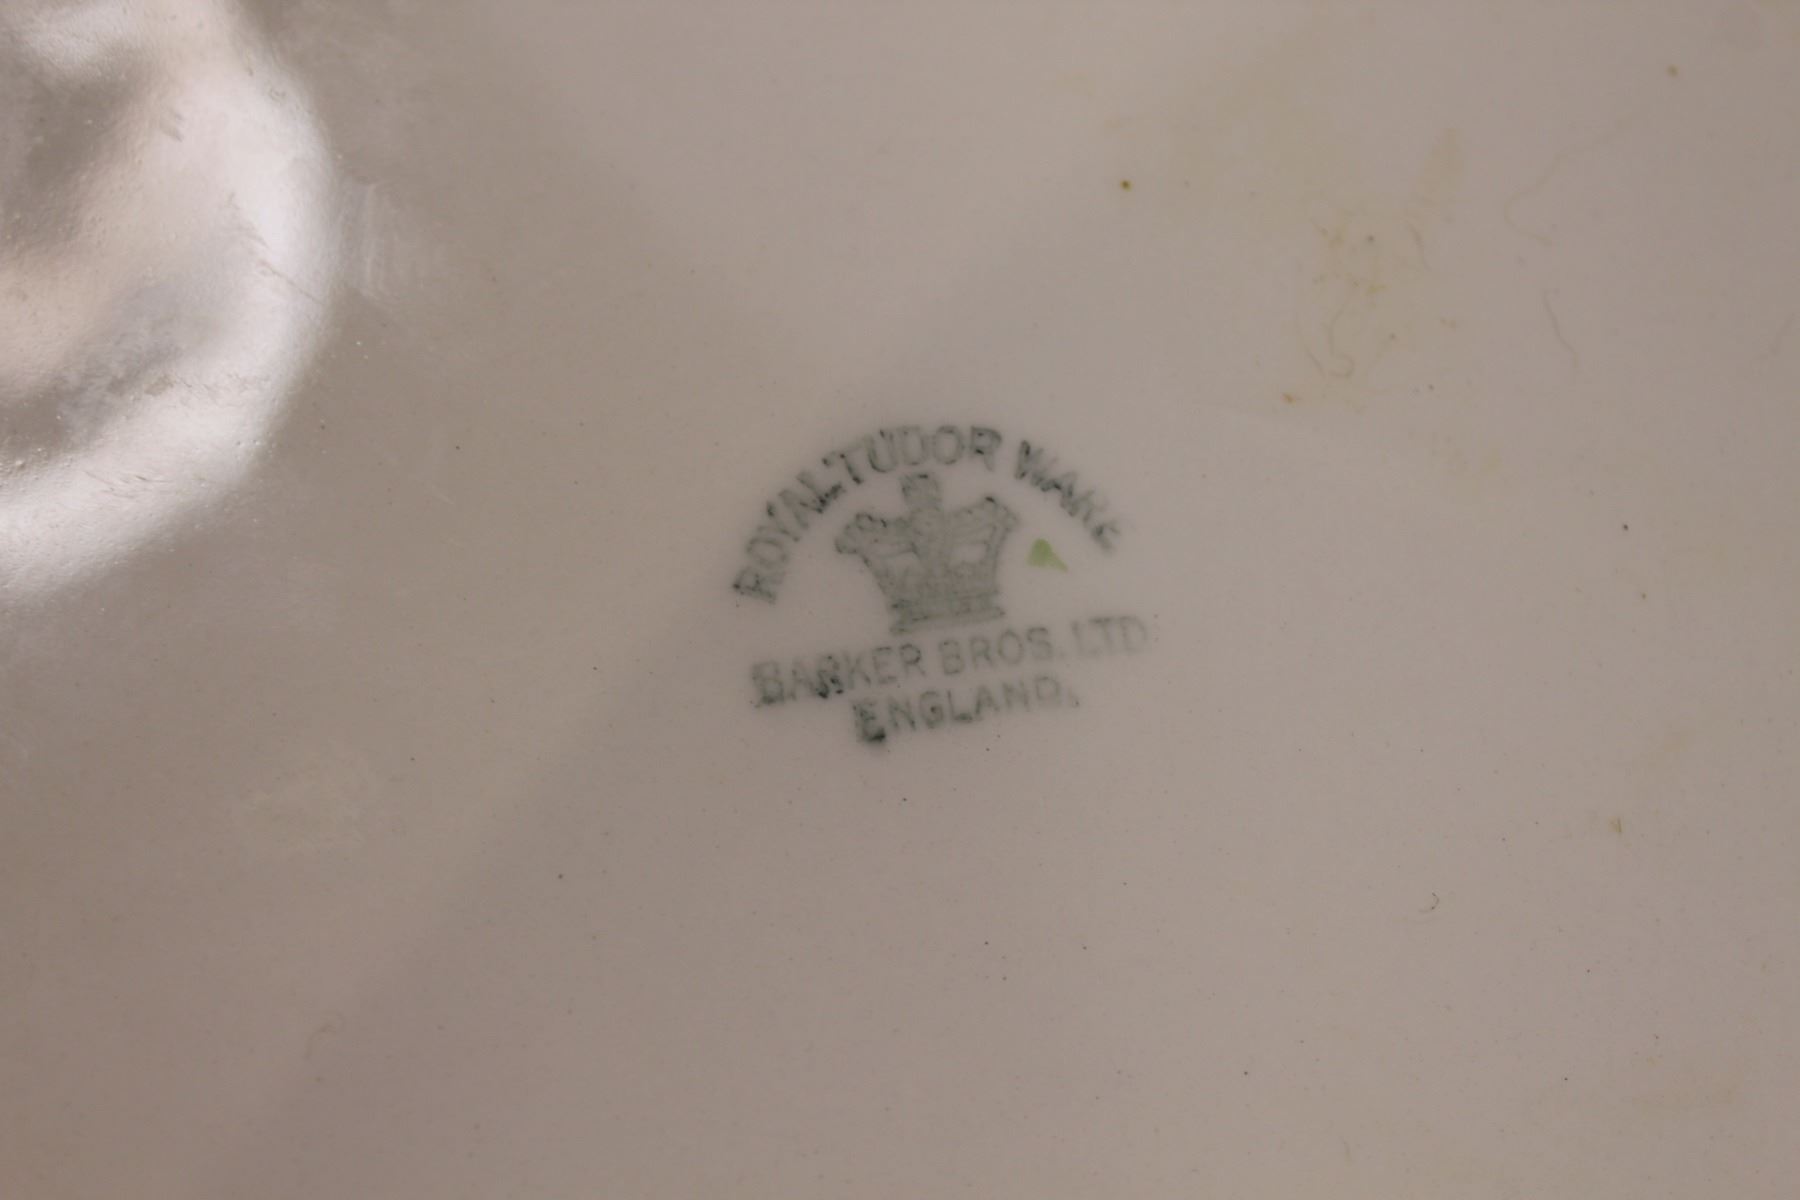 ROYAL TUDOR WARE
BARKER BROS. LTD
ENGLAND.